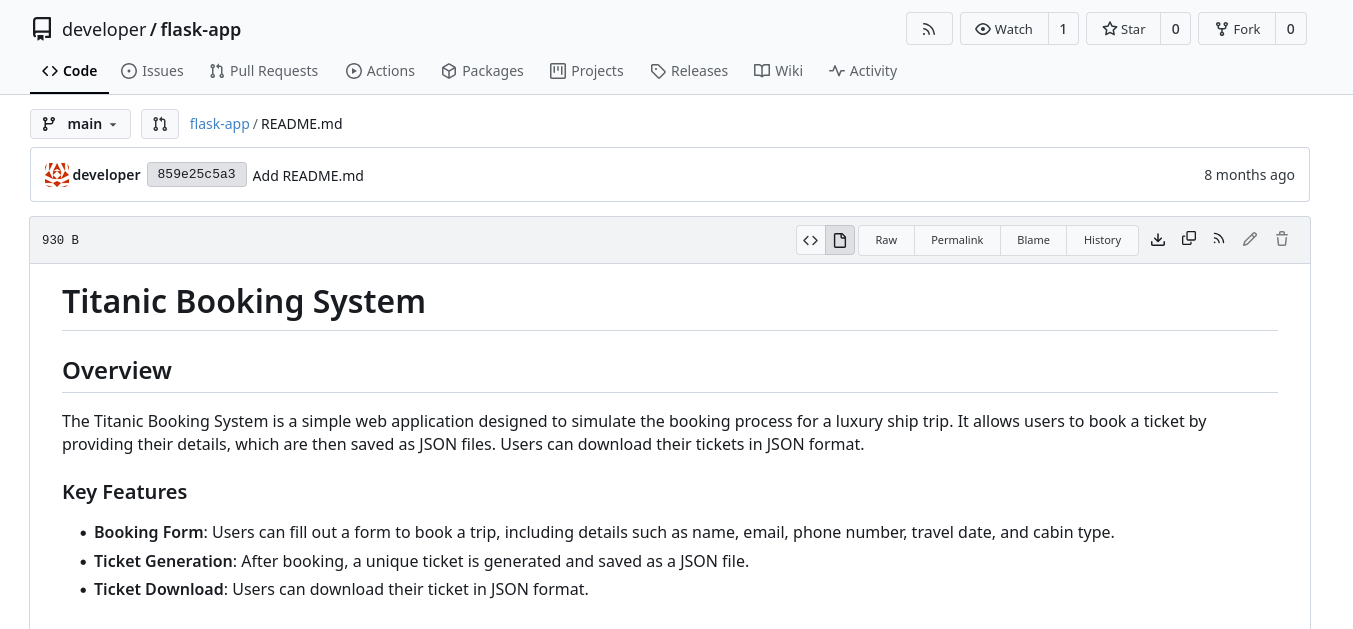 developer / flask-app
Watch 1
Star 0
Fork 0
Code Issues Pull Requests Actions Packages Projects Releases Wiki Activity
main flask-app / README.md
developer 859e25c5a3 Add README.md 8 months ago
930 B Raw Permalink Blame History
Titanic Booking System
Overview
The Titanic Booking System is a simple web application designed to simulate the booking process for a luxury ship trip. It allows users to book a ticket by
providing their details, which are then saved as JSON files. Users can download their tickets in JSON format.
Key Features
• Booking Form: Users can fill out a form to book a trip, including details such as name, email, phone number, travel date, and cabin type.
• Ticket Generation: After booking, a unique ticket is generated and saved as a JSON file.
• Ticket Download: Users can download their ticket in JSON format.